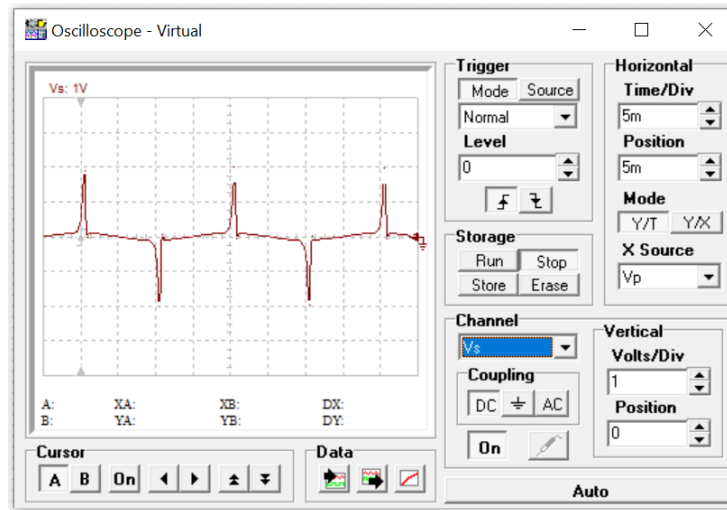 Oscilloscope - Virtual
Vs: 1V
A: XA: XB: DX:
B: YA: YB: DY:
Cursor
A B On
Data
Trigger
Mode Source
Normal
Level
0
Storage
Run Stop
Store Erase
Channel
Vs
Coupling
DC AC
On
Horizontal
Time/Div
5m
Position
5m
Mode
Y/T Y/X
X Source
Vp
Vertical
Volts/Div
1
Position
0
Auto